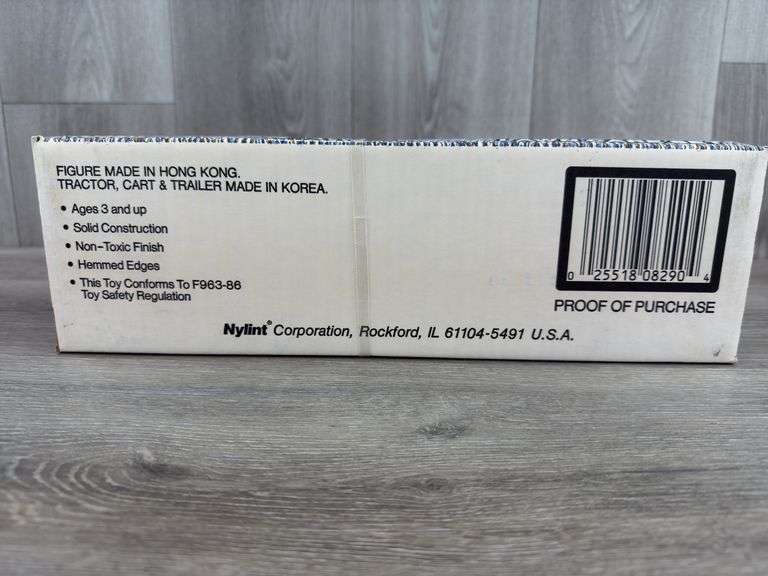 FIGURE MADE IN HONG KONG.
TRACTOR, CART & TRAILER MADE IN KOREA.
• Ages 3 and up
• Solid Construction
• Non-Toxic Finish
• Hemmed Edges
• This Toy Conforms To F963-86
Toy Safety Regulation
Nylint® Corporation, Rockford, IL 61104-5491 U.S.A.
0 25518 08290 4
PROOF OF PURCHASE